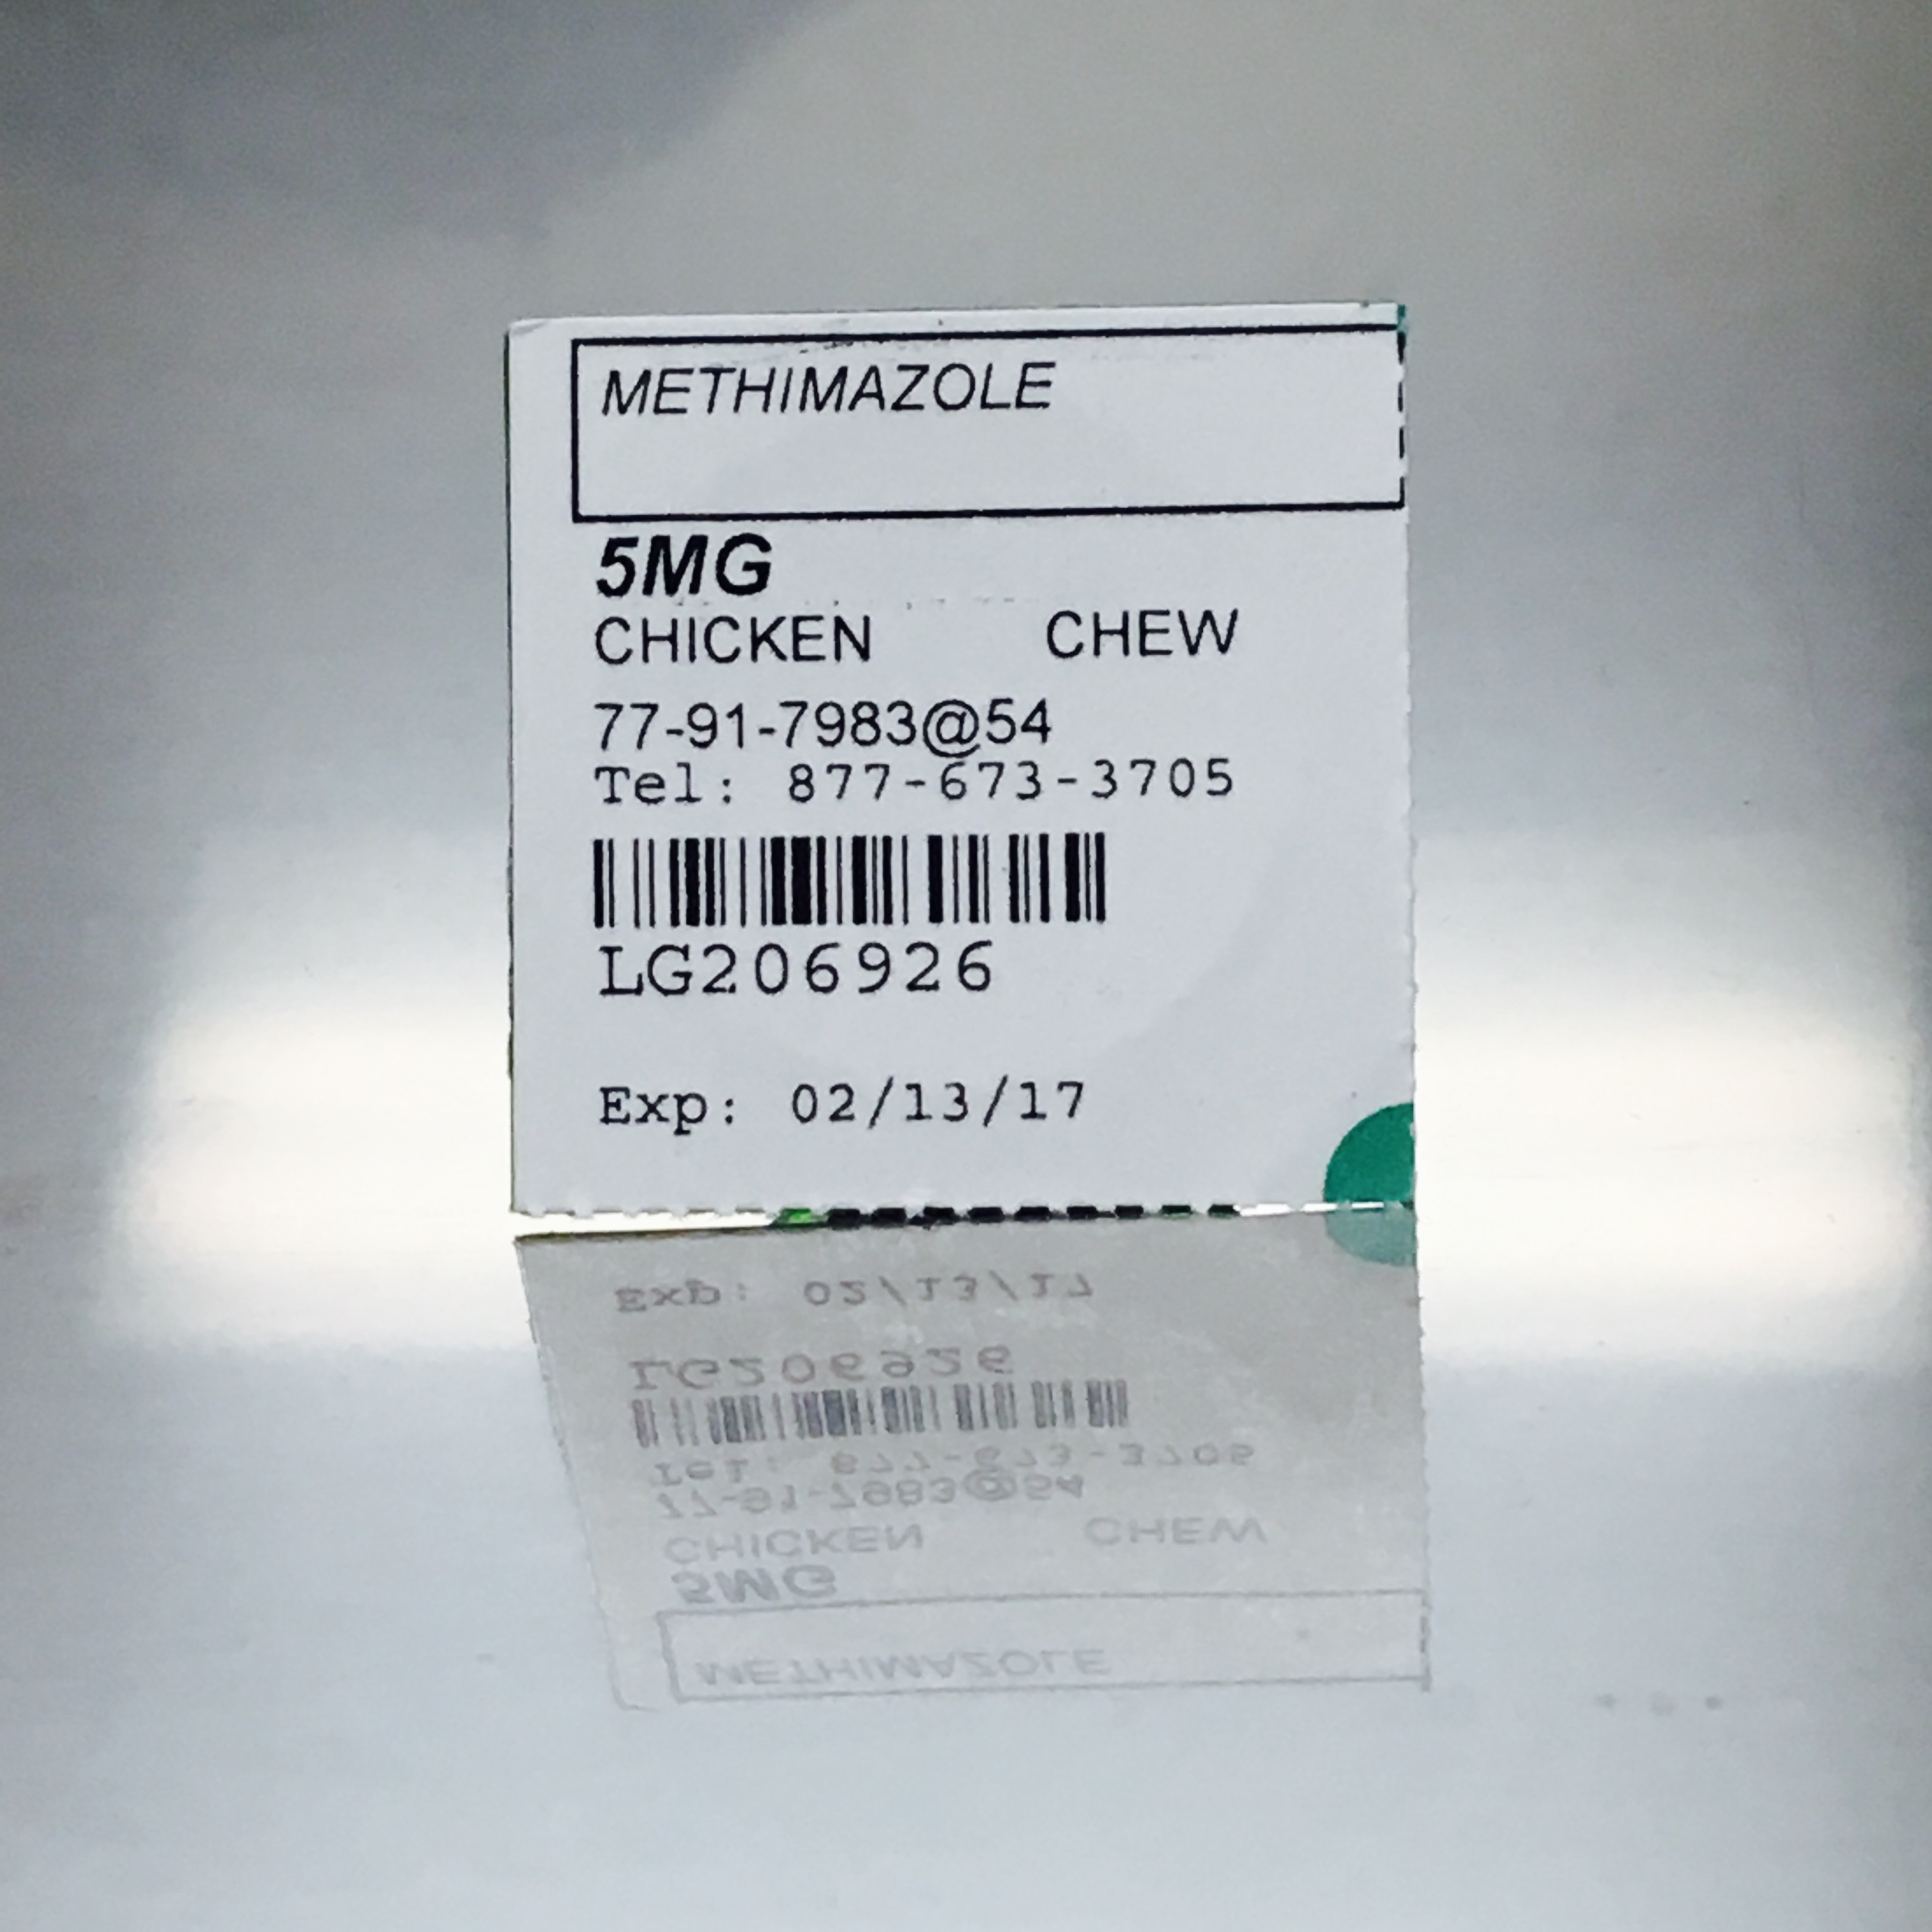 METHIMAZOLE
5MG
CHICKEN CHEW
77-91-7983@54
Tel: 877-673-3705
LG206926
Exp: 02/13/17